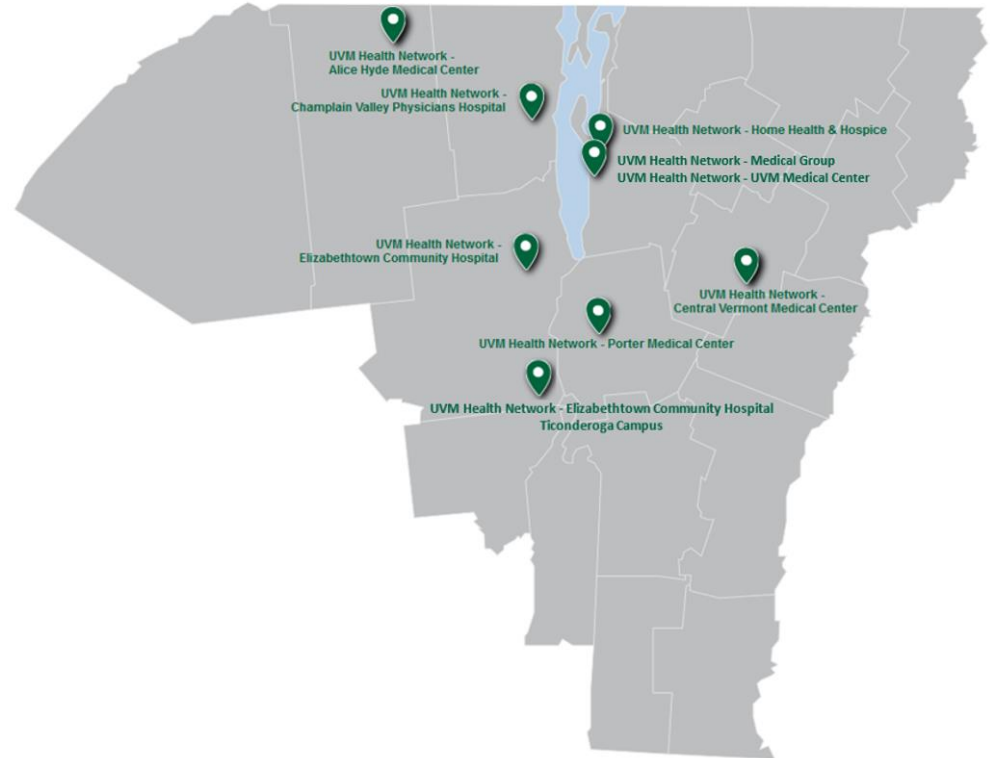 UVM Health Network -
Alice Hyde Medical Center
UVM Health Network -
Champlain Valley Physicians Hospital
UVM Health Network - Home Health & Hospice
UVM Health Network - Medical Group
UVM Health Network - UVM Medical Center
UVM Health Network -
Elizabethtown Community Hospital
UVM Health Network -
Central Vermont Medical Center
UVM Health Network - Porter Medical Center
UVM Health Network - Elizabethtown Community Hospital
Ticonderoga Campus